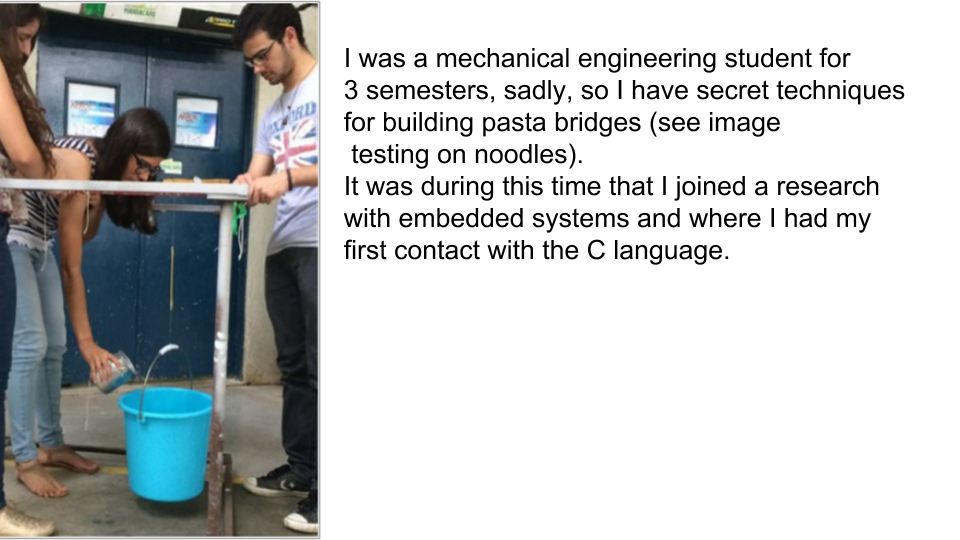 MANDACARU
OXFORD
I was a mechanical engineering student for
3 semesters, sadly, so I have secret techniques
for building pasta bridges (see image
testing on noodles).
It was during this time that I joined a research
with embedded systems and where I had my
first contact with the C language.